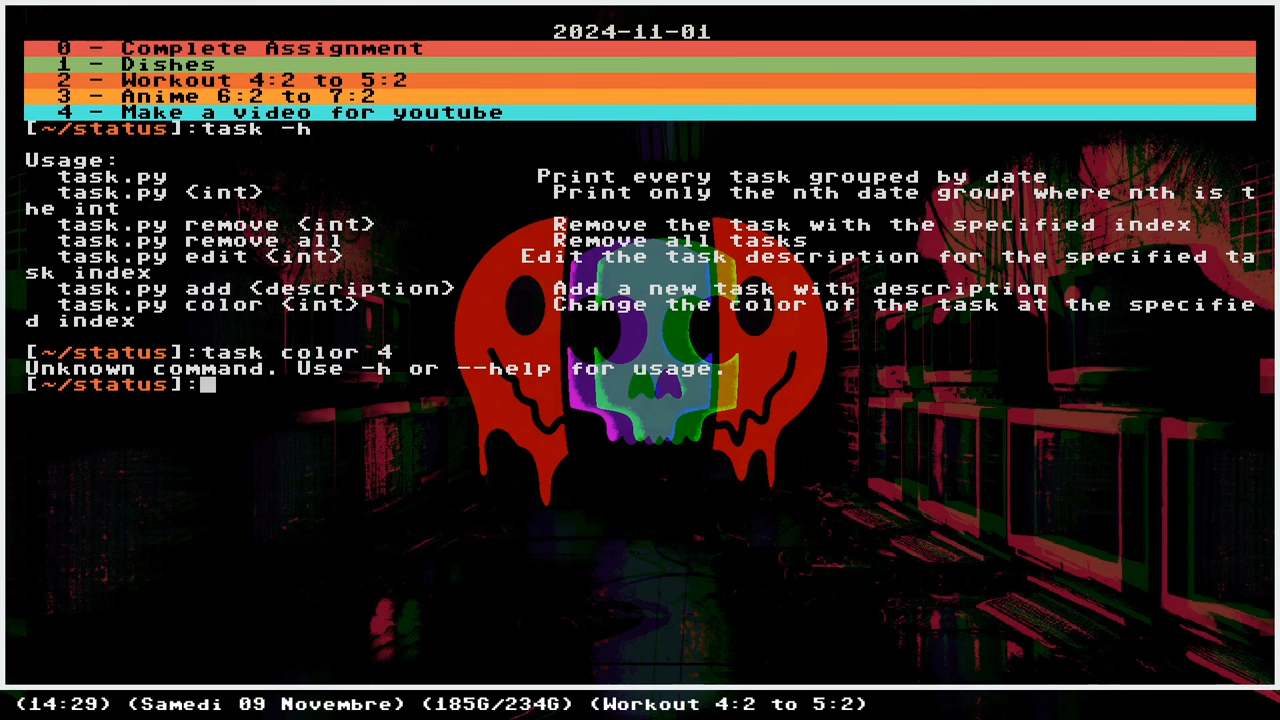 2024-11-01
0 - Complete Assignment
1 - Dishes
2 - Workout 4:2 to 5:2
3 - Anime 6:2 to 7:2
4 - Make a video for youtube
[~/status]:task -h
Usage:
task.py Print every task grouped by date
task.py <int> Print only the nth date group where nth is t
he int
task.py remove <int> Remove the task with the specified index
task.py remove all Remove all tasks
task.py edit <int> Edit the task description for the specified ta
sk index
task.py add <description> Add a new task with description
task.py color <int> Change the color of the task at the specifie
d index
[~/status]:task color 4
Unknown command. Use -h or --help for usage.
[~/status]:
(14:29) (Samedi 09 Novembre) (185G/234G) (Workout 4:2 to 5:2)